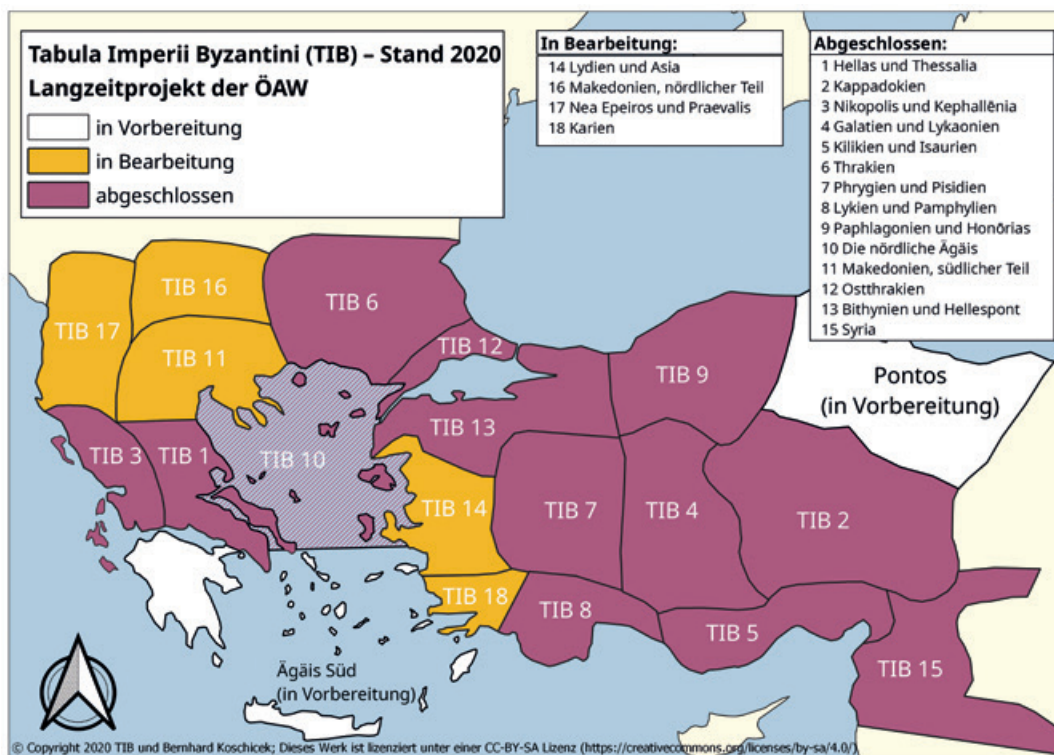 Tabula Imperii Byzantini (TIB) – Stand 2020
Langzeitprojekt der ÖAW
in Vorbereitung
in Bearbeitung
abgeschlossen
In Bearbeitung:
14 Lydien und Asia
16 Makedonien, nördlicher Teil
17 Nea Epeiros und Praevalis
18 Karien
Abgeschlossen:
1 Hellas und Thessalia
2 Kappadokien
3 Nikopolis und Kephallēnia
4 Galatien und Lykaonien
5 Kilikien und Isaurien
6 Thrakien
7 Phrygien und Pisidien
8 Lykien und Pamphylien
9 Paphlagonien und Honōrias
10 Die nördliche Ägäis
11 Makedonien, südlicher Teil
12 Ostthrakien
13 Bithynien und Hellespont
15 Syria
TIB 16
TIB 6
TIB 17
TIB 11
TIB 12
TIB 9
Pontos
(in Vorbereitung)
TIB 3
TIB 1
TIB 10
TIB 13
TIB 14
TIB 7
TIB 4
TIB 2
TIB 18
TIB 8
TIB 5
TIB 15
Ägäis Süd
(in Vorbereitung)
© Copyright 2020 TIB und Bernhard Koschicek; Dieses Werk ist lizenziert unter einer CC-BY-SA Lizenz (https://creativecommons.org/licenses/by-sa/4.0/)